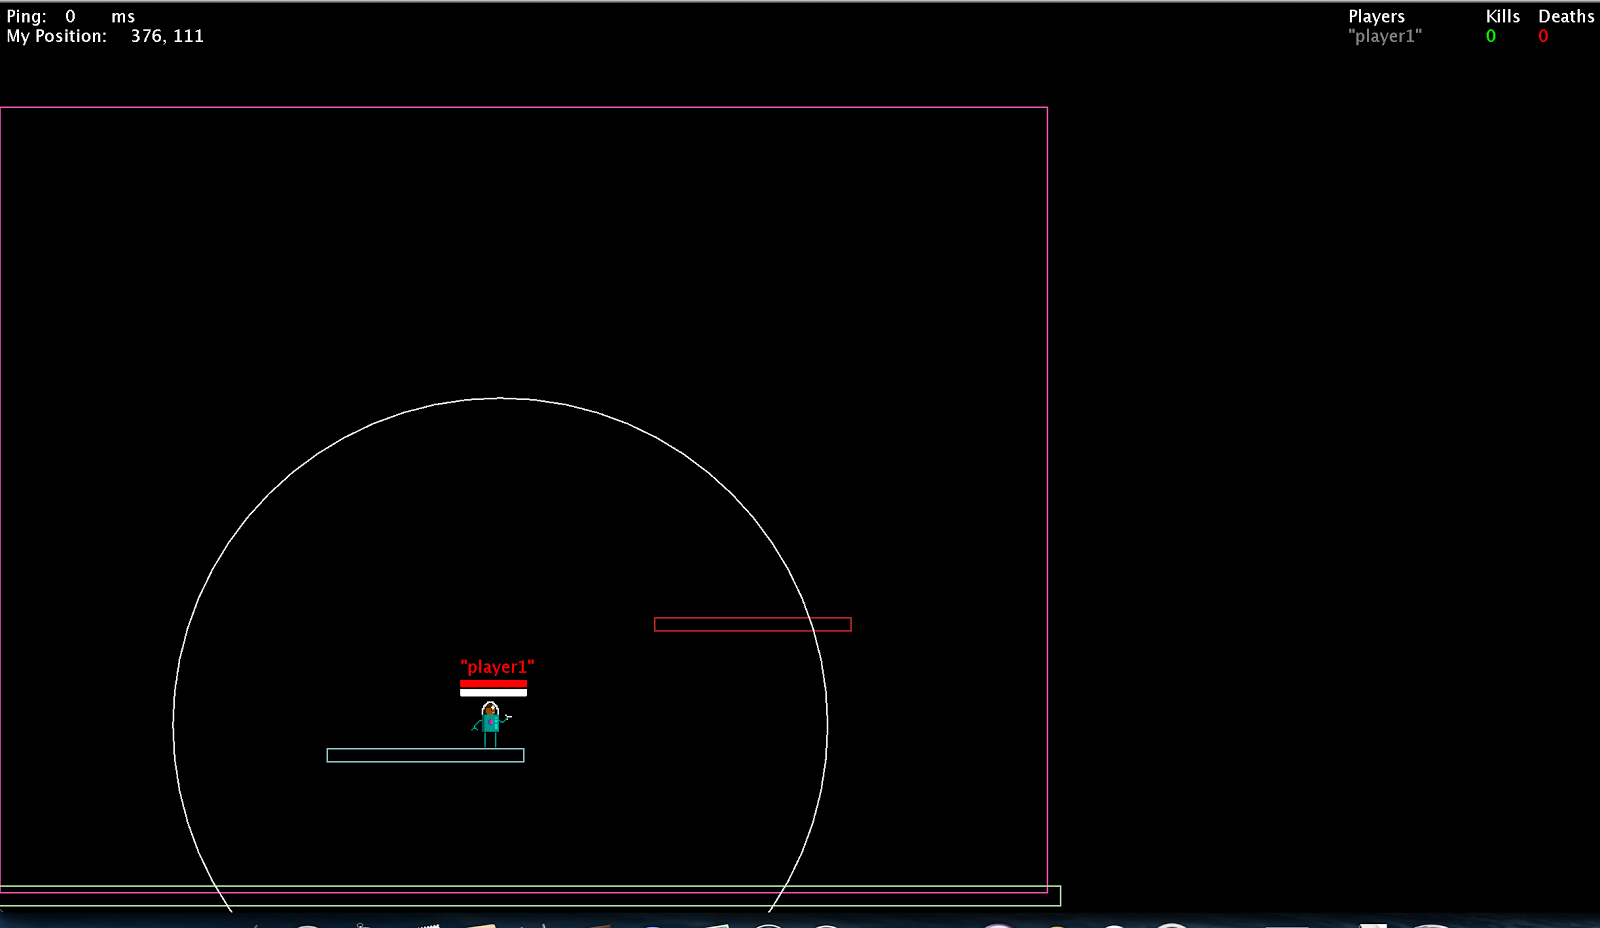 Ping: 0 ms
My Position: 376, 111
Players Kills Deaths
"player1" 0 0
"player1"